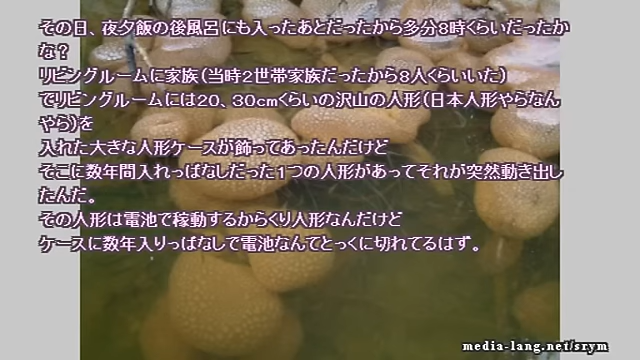 その日、夜夕飯の後風呂にも入ったあとだったから多分８時くらいだったか
な？
リビングルームに家族（当時２世帯家族だったから８人くらいいた）
でリビングルームには２０、３０ｃｍくらいの沢山の人形（日本人形やらなん
やら）を
入れた大きな人形ケースが飾ってあったんだけど
そこに数年間入れっぱなしだった１つの人形があってそれが突然動き出し
たんだ。
その人形は電池で稼動するからくり人形なんだけど
ケースに数年入りっぱなしで電池なんてとっくに切れてるはず。
media-lang.net/srym